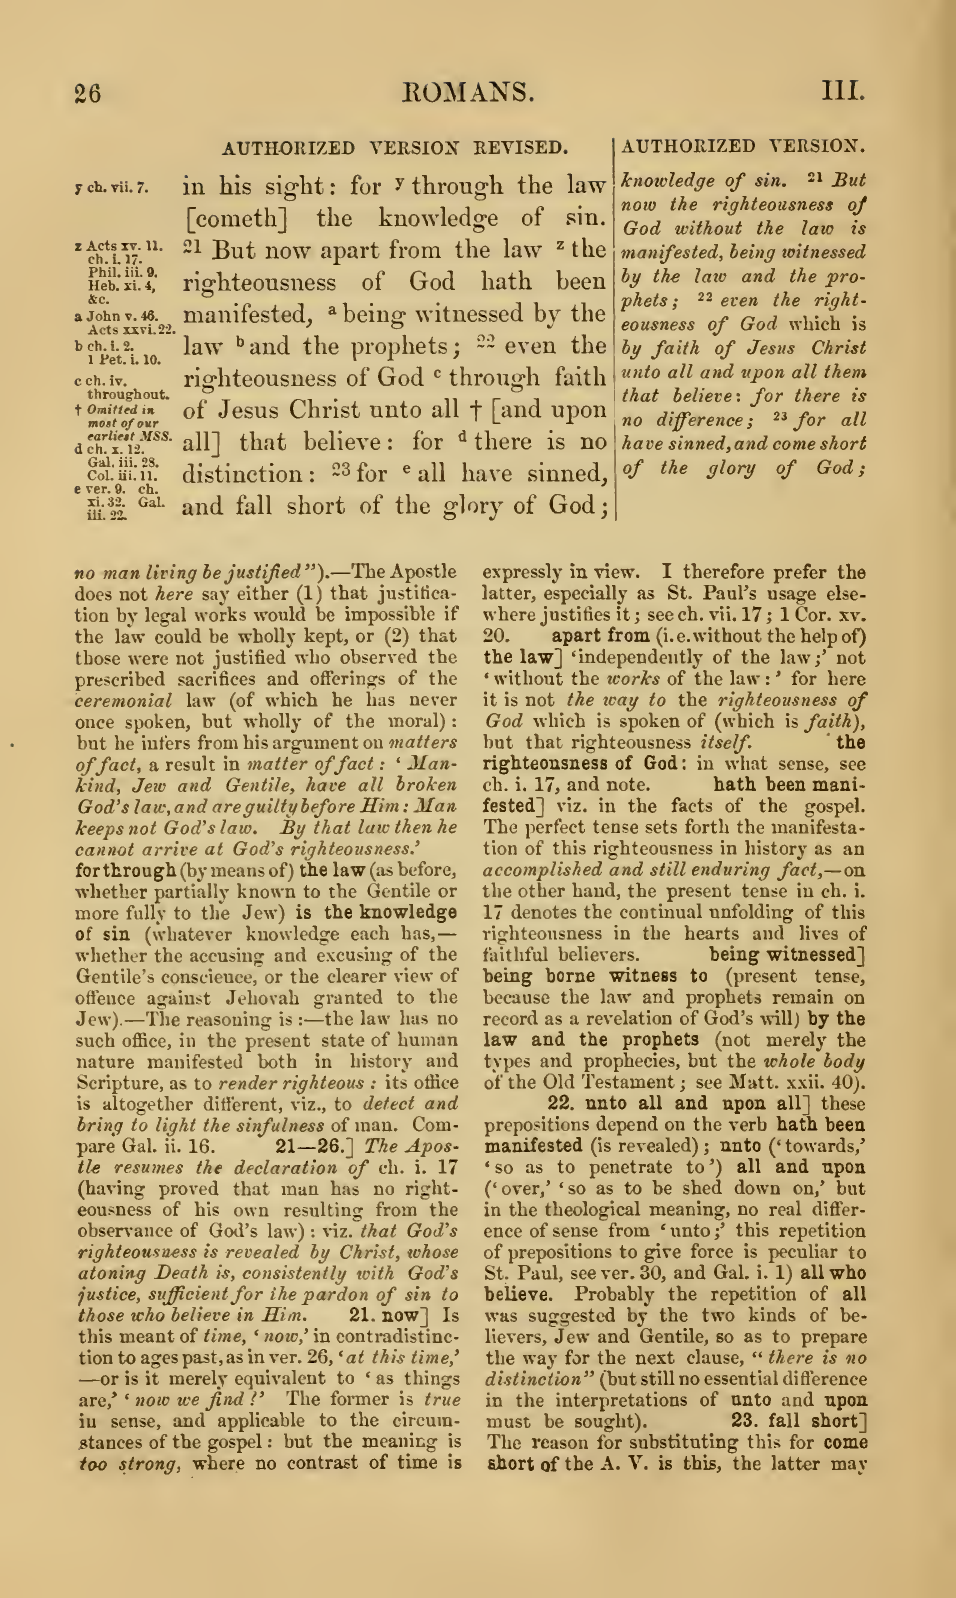 26 ROMANS. III.
AUTHORIZED VERSION REVISED.
y ch. vii. 7.
z Acts xv. 11.
ch. i. 17.
Phil. iii. 9.
Heb. xi. 4,
&c.
a John v. 46.
Acts xxvi. 22.
b ch. i. 2.
1 Pet. i. 10.
c ch. iv.
throughout.
† Omitted in
most of our
earliest MSS.
d ch. x. 12.
Gal. iii. 28.
Col. iii. 11.
e ver. 9. ch.
xi. 32. Gal.
iii. 22.
in his sight: for y through the law
[cometh] the knowledge of sin.
21 But now apart from the law z the
righteousness of God hath been
manifested, a being witnessed by the
law b and the prophets; 22 even the
righteousness of God c through faith
of Jesus Christ unto all † [and upon
all] that believe: for d there is no
distinction: 23 for e all have sinned,
and fall short of the glory of God;
AUTHORIZED VERSION.
knowledge of sin. 21 But
now the righteousness of
God without the law is
manifested, being witnessed
by the law and the pro-
phets; 22 even the right-
eousness of God which is
by faith of Jesus Christ
unto all and upon all them
that believe: for there is
no difference; 23 for all
have sinned, and come short
of the glory of God;
no man living be justified").—The Apostle
does not here say either (1) that justifica-
tion by legal works would be impossible if
the law could be wholly kept, or (2) that
those were not justified who observed the
prescribed sacrifices and offerings of the
ceremonial law (of which he has never
once spoken, but wholly of the moral):
but he infers from his argument on matters
of fact, a result in matter of fact: 'Man-
kind, Jew and Gentile, have all broken
God's law, and are guilty before Him: Man
keeps not God's law. By that law then he
cannot arrive at God's righteousness.'
for through (by means of) the law (as before,
whether partially known to the Gentile or
more fully to the Jew) is the knowledge
of sin (whatever knowledge each has,—
whether the accusing and excusing of the
Gentile's conscience, or the clearer view of
offence against Jehovah granted to the
Jew).—The reasoning is:—the law has no
such office, in the present state of human
nature manifested both in history and
Scripture, as to render righteous: its office
is altogether different, viz., to detect and
bring to light the sinfulness of man. Com-
pare Gal. ii. 16. 21—26.] The Apos-
tle resumes the declaration of ch. i. 17
(having proved that man has no right-
eousness of his own resulting from the
observance of God's law): viz. that God's
righteousness is revealed by Christ, whose
atoning Death is, consistently with God's
justice, sufficient for the pardon of sin to
those who believe in Him. 21. now] Is
this meant of time, 'now,' in contradistinc-
tion to ages past, as in ver. 26, 'at this time,'
—or is it merely equivalent to 'as things
are,' 'now we find?' The former is true
in sense, and applicable to the circum-
stances of the gospel: but the meaning is
too strong, where no contrast of time is
expressly in view. I therefore prefer the
latter, especially as St. Paul's usage else-
where justifies it; see ch. vii. 17; 1 Cor. xv.
20. apart from (i. e. without the help of)
the law] 'independently of the law;' not
'without the works of the law:' for here
it is not the way to the righteousness of
God which is spoken of (which is faith),
but that righteousness itself. the
righteousness of God: in what sense, see
ch. i. 17, and note. hath been mani-
fested] viz. in the facts of the gospel.
The perfect tense sets forth the manifesta-
tion of this righteousness in history as an
accomplished and still enduring fact,—on
the other hand, the present tense in ch. i.
17 denotes the continual unfolding of this
righteousness in the hearts and lives of
faithful believers. being witnessed]
being borne witness to (present tense,
because the law and prophets remain on
record as a revelation of God's will) by the
law and the prophets (not merely the
types and prophecies, but the whole body
of the Old Testament; see Matt. xxii. 40).
22. unto all and upon all] these
prepositions depend on the verb hath been
manifested (is revealed); unto ('towards,'
'so as to penetrate to') all and upon
('over,' 'so as to be shed down on,' but
in the theological meaning, no real differ-
ence of sense from 'unto;' this repetition
of prepositions to give force is peculiar to
St. Paul, see ver. 30, and Gal. i. 1) all who
believe. Probably the repetition of all
was suggested by the two kinds of be-
lievers, Jew and Gentile, so as to prepare
the way for the next clause, "there is no
distinction" (but still no essential difference
in the interpretations of unto and upon
must be sought). 23. fall short]
The reason for substituting this for come
short of the A. V. is this, the latter may